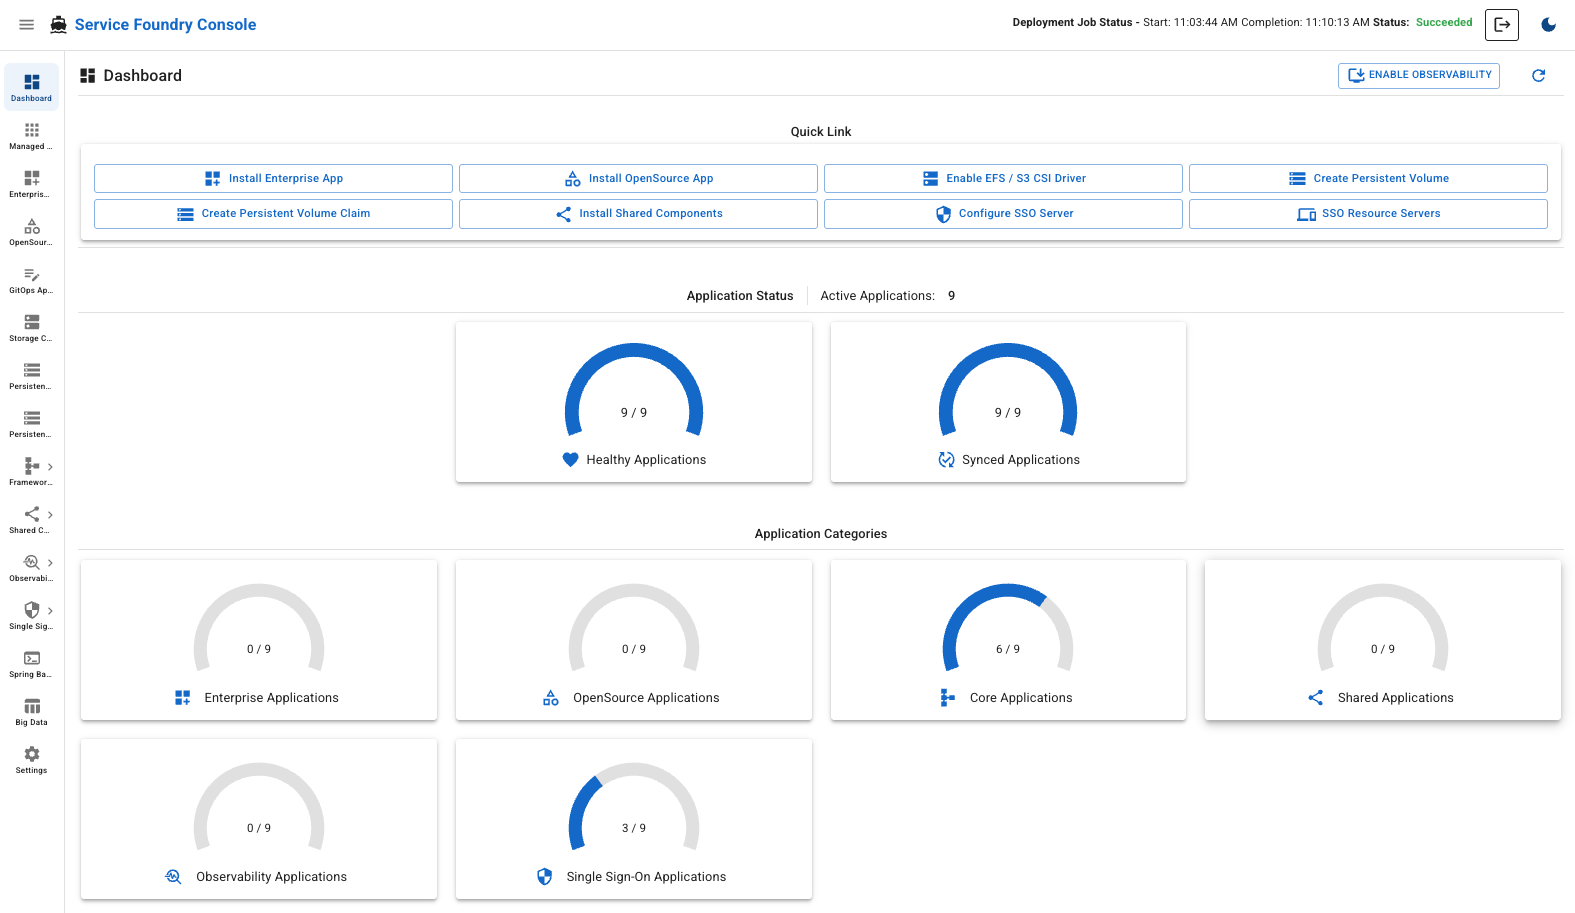 Service Foundry Console
Deployment Job Status - Start: 11:03:44 AM Completion: 11:10:13 AM Status: Succeeded
Dashboard
Managed ...
Enterpris...
OpenSour...
GitOps Ap...
Storage C...
Persisten...
Persisten...
Framewor...
Shared C...
Observabi...
Single Sig...
Spring Ba...
Big Data
Settings
Dashboard
ENABLE OBSERVABILITY
Quick Link
Install Enterprise App
Install OpenSource App
Enable EFS / S3 CSI Driver
Create Persistent Volume
Create Persistent Volume Claim
Install Shared Components
Configure SSO Server
SSO Resource Servers
Application Status
Active Applications: 9
9 / 9
Healthy Applications
9 / 9
Synced Applications
Application Categories
0 / 9
Enterprise Applications
0 / 9
OpenSource Applications
6 / 9
Core Applications
0 / 9
Shared Applications
0 / 9
Observability Applications
3 / 9
Single Sign-On Applications